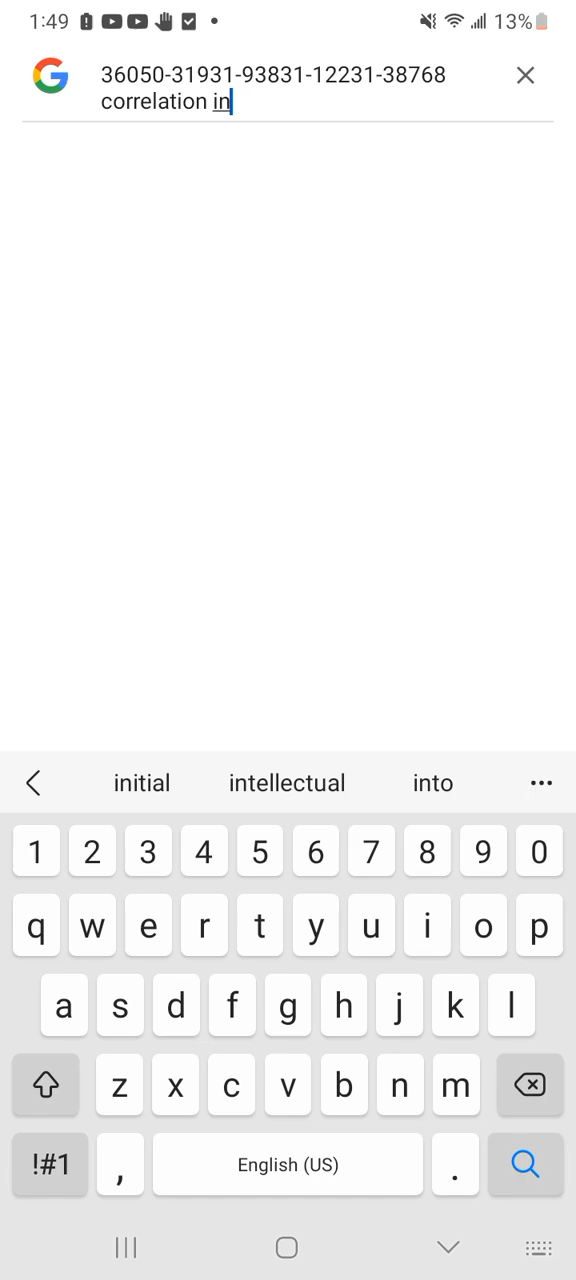 1:49 13%
36050-31931-93831-12231-38768
correlation in
initial intellectual into ...
1 2 3 4 5 6 7 8 9 0
q w e r t y u i o p
a s d f g h j k l
z x c v b n m
!#1 , English (US) .